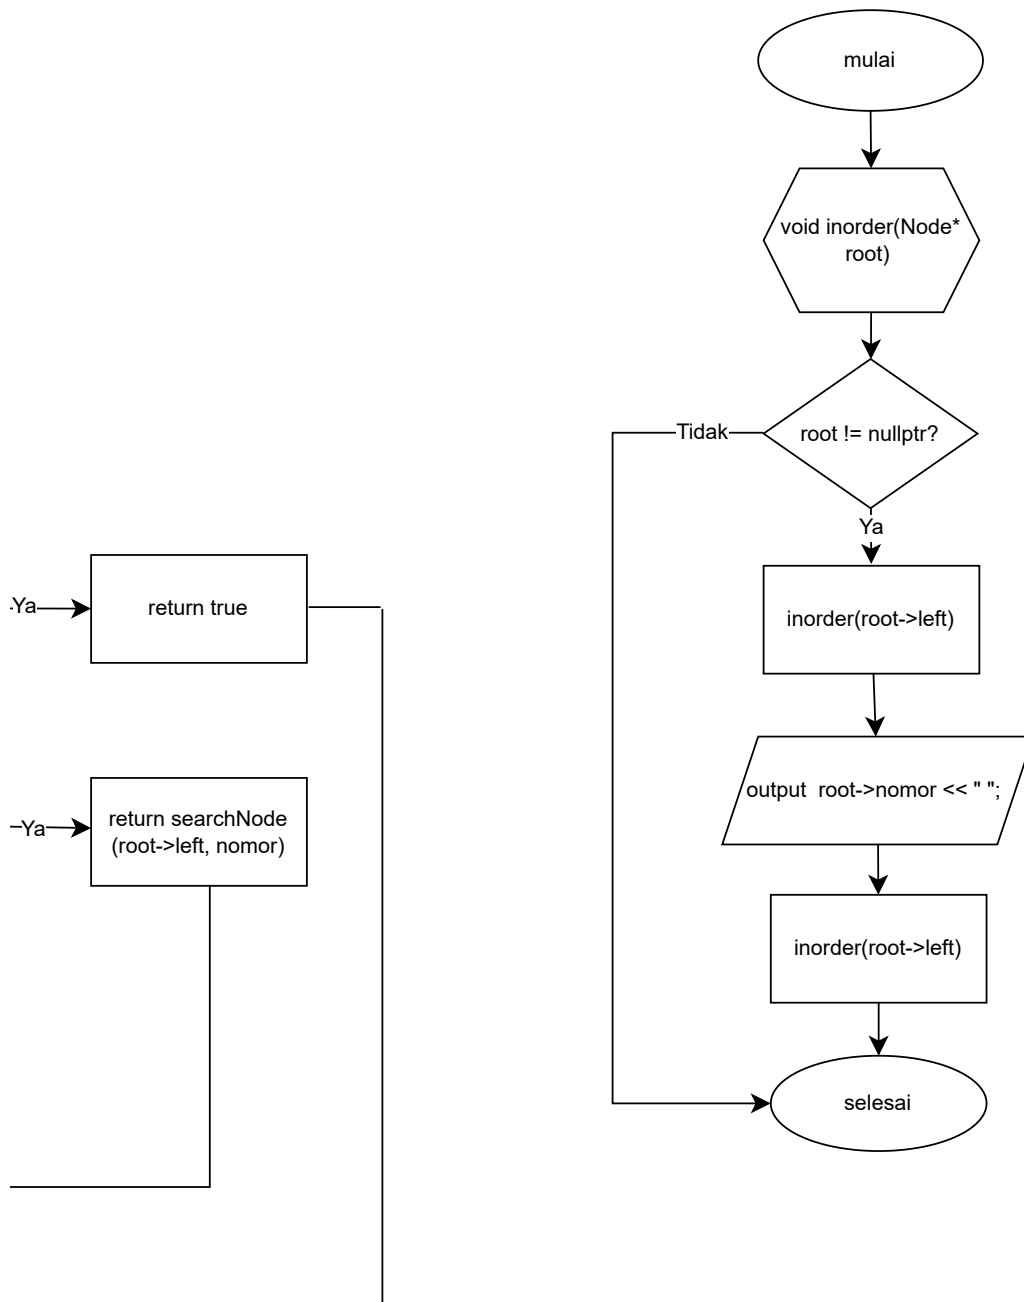 mulai
void inorder(Node*
root)
root != nullptr?
Tidak
Ya
inorder(root->left)
output  root->nomor << " ";
inorder(root->left)
selesai
Ya
return true
Ya
return searchNode
(root->left, nomor)